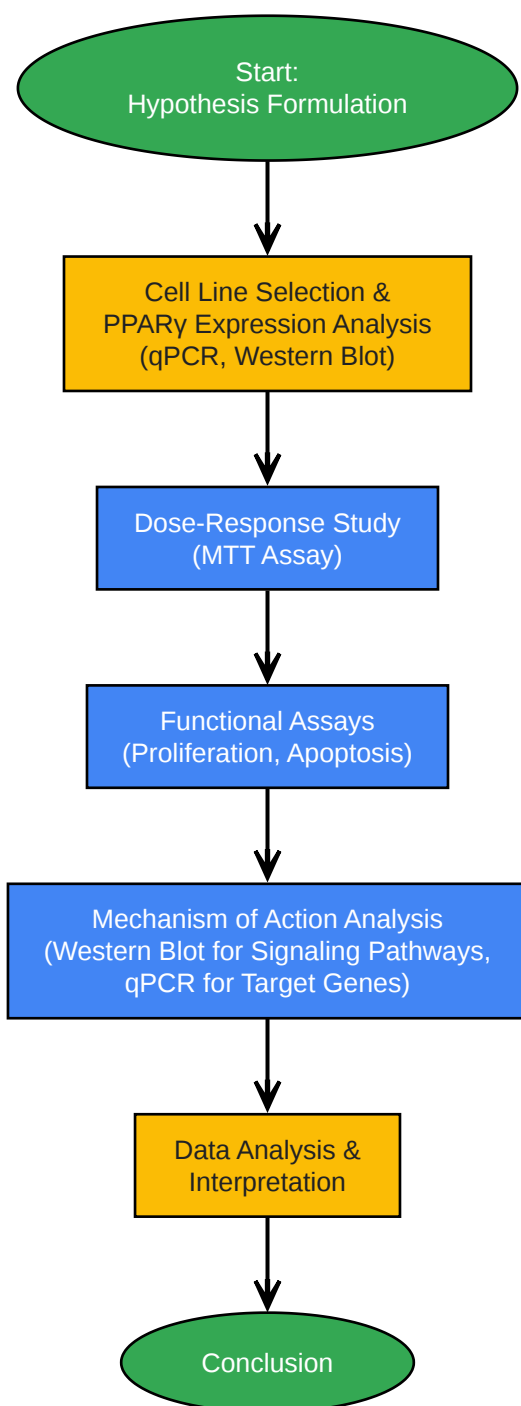 Start:
Hypothesis Formulation
Cell Line Selection &
PPARγ Expression Analysis
(qPCR, Western Blot)
Dose-Response Study
(MTT Assay)
Functional Assays
(Proliferation, Apoptosis)
Mechanism of Action Analysis
(Western Blot for Signaling Pathways,
qPCR for Target Genes)
Data Analysis &
Interpretation
Conclusion